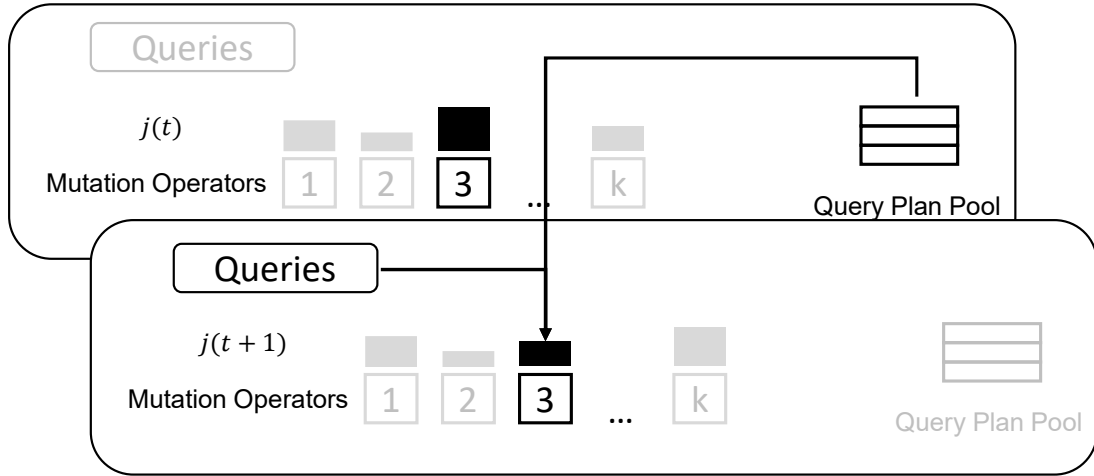 Queries
j(t)
Mutation Operators 1 2 3 ... k
Query Plan Pool
Queries
j(t + 1)
Mutation Operators 1 2 3 ... k
Query Plan Pool